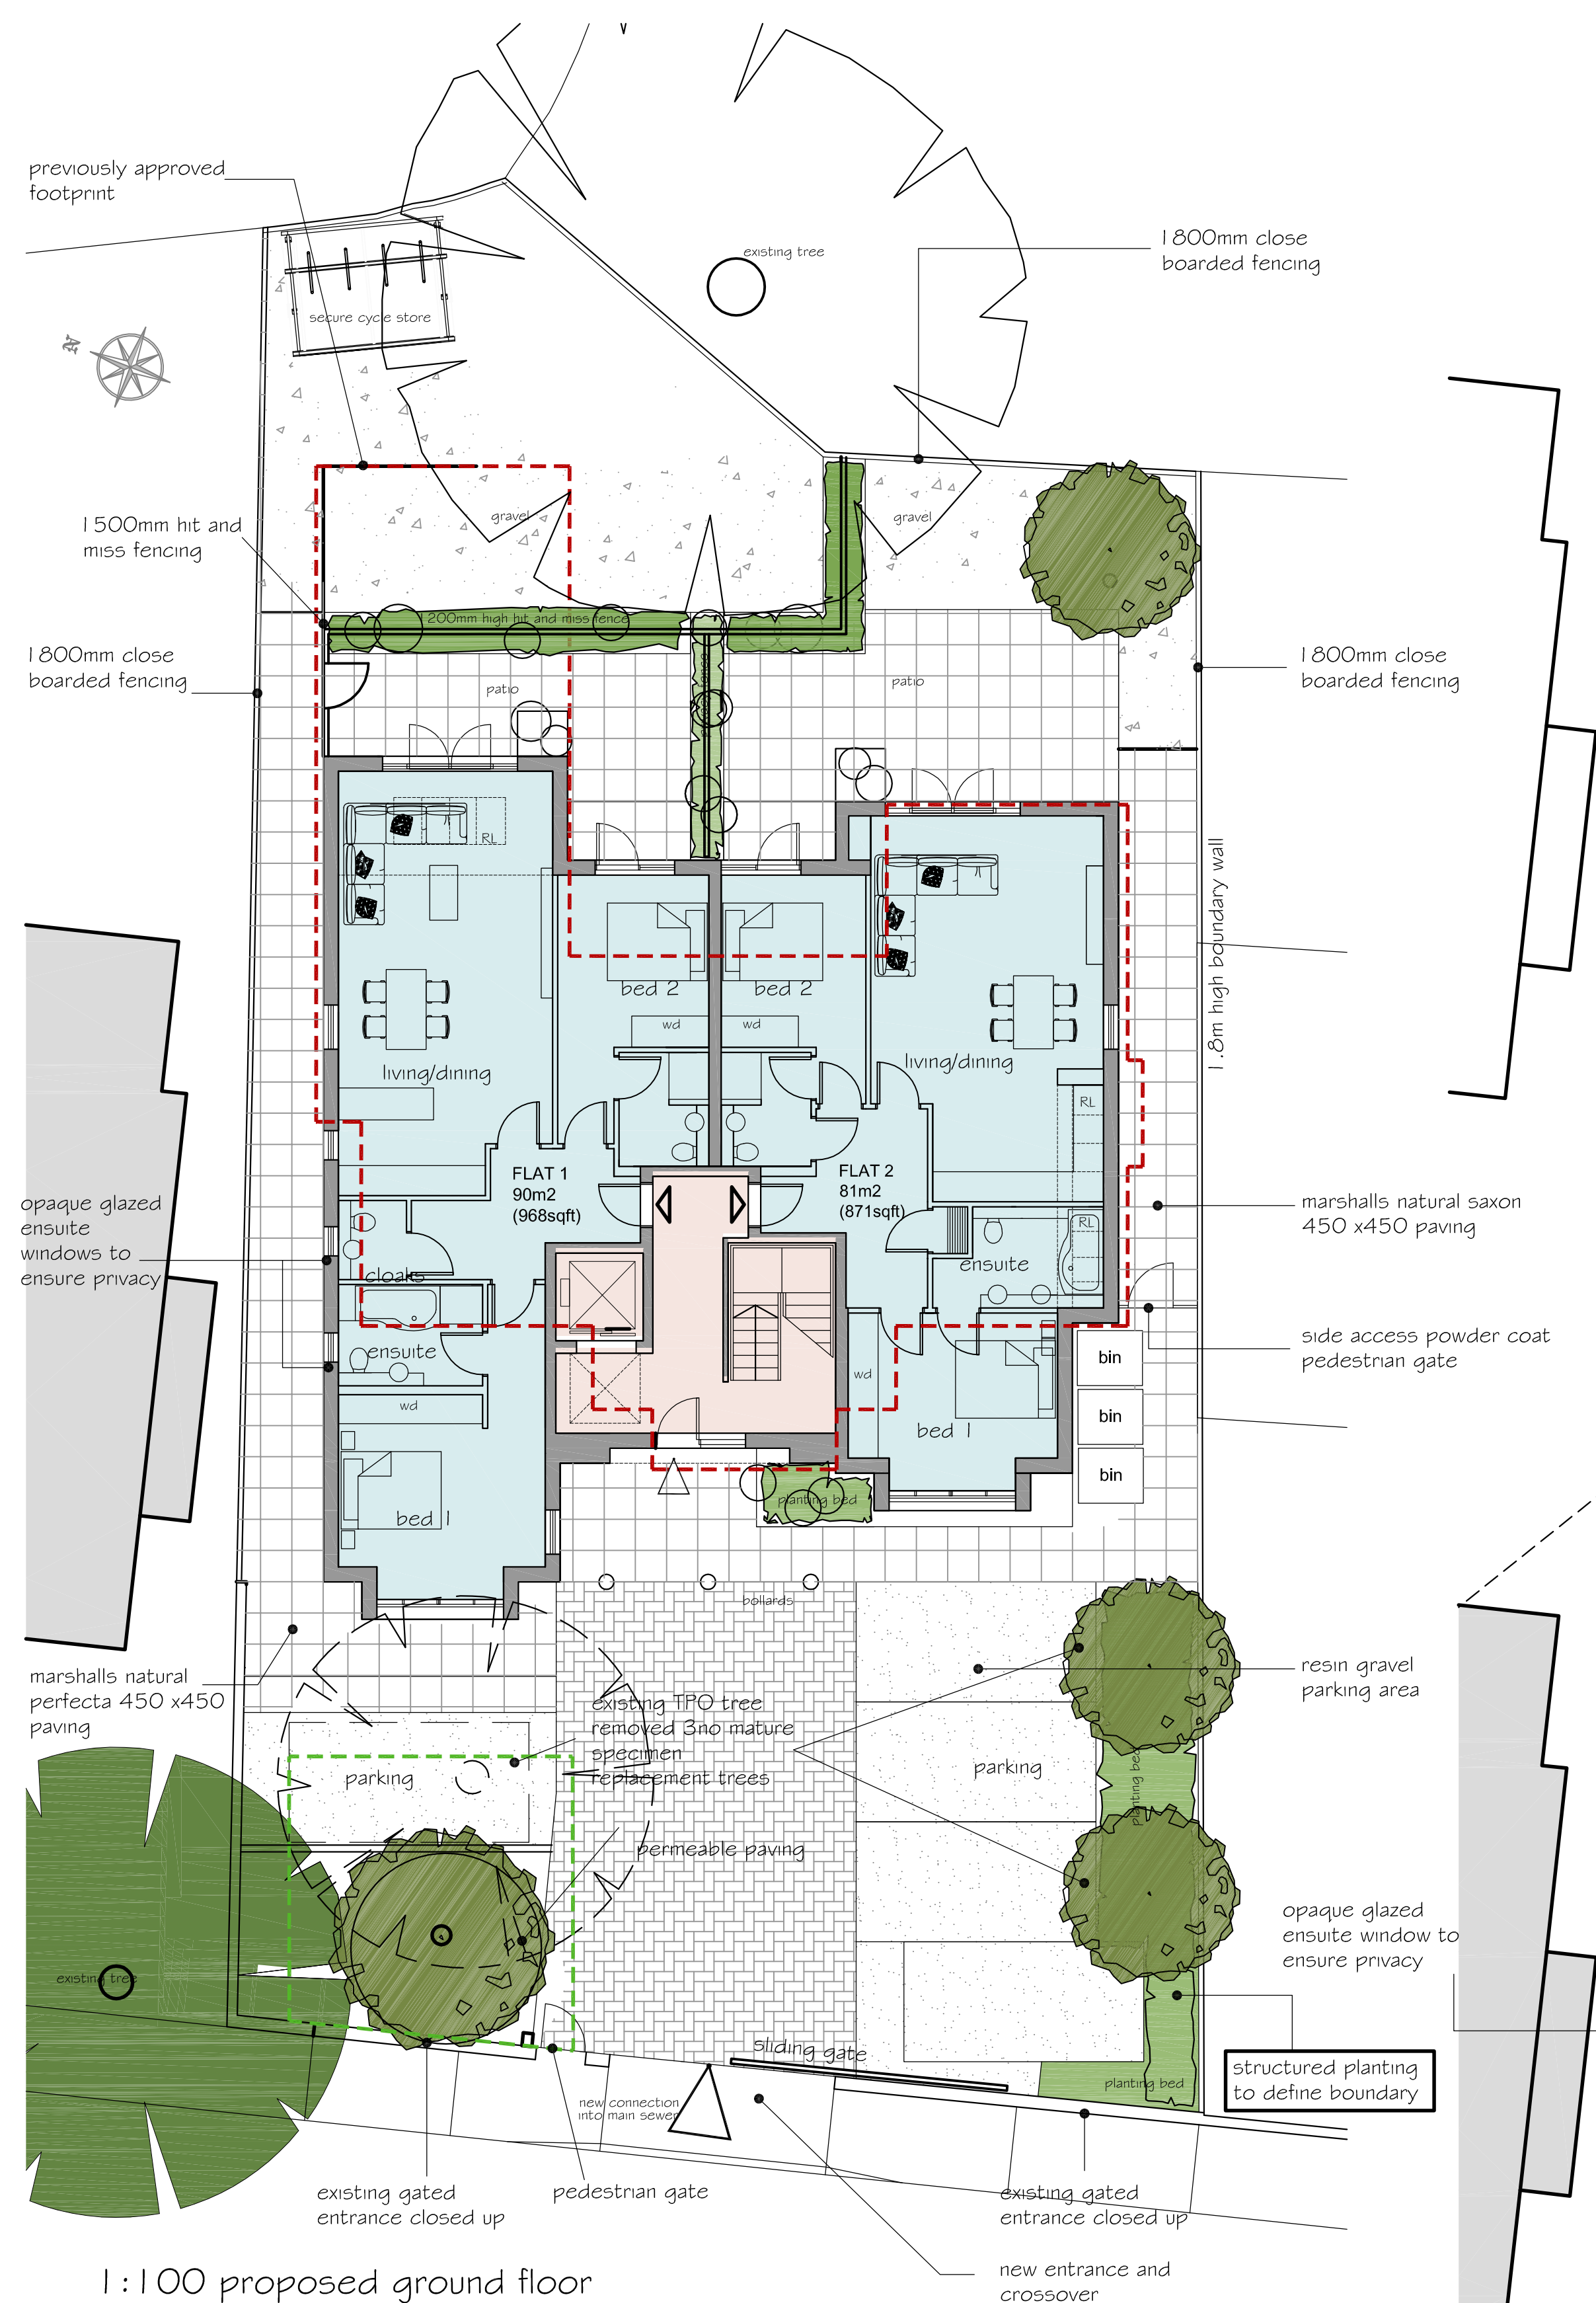 previously approved
footprint
existing tree
1800mm close
boarded fencing
secure cycle store
N
gravel
gravel
1500mm hit and
miss fencing
1200mm high hit and miss fence
1800mm close
boarded fencing
patio
patio
privacy fence
1800mm close
boarded fencing
RL
1.8m high boundary wall
bed 2
bed 2
wd
wd
living/dining
living/dining
RL
FLAT 1
90m2
(968sqft)
FLAT 2
81m2
(871sqft)
opaque glazed
ensuite
windows to
ensure privacy
marshalls natural saxon
450 x450 paving
RL
cloaks
ensuite
ensuite
side access powder coat
pedestrian gate
bin
bin
bin
wd
wd
bed 1
bed 1
planting bed
bollards
marshalls natural
perfecta 450 x450
paving
existing TPO tree
removed 3no mature
specimen
replacement trees
resin gravel
parking area
parking
parking
planting bed
permeable paving
opaque glazed
ensuite window to
ensure privacy
existing tree
sliding gate
structured planting
to define boundary
planting bed
new connection
into main sewer
existing gated
entrance closed up
pedestrian gate
existing gated
entrance closed up
new entrance and
crossover
1:100 proposed ground floor